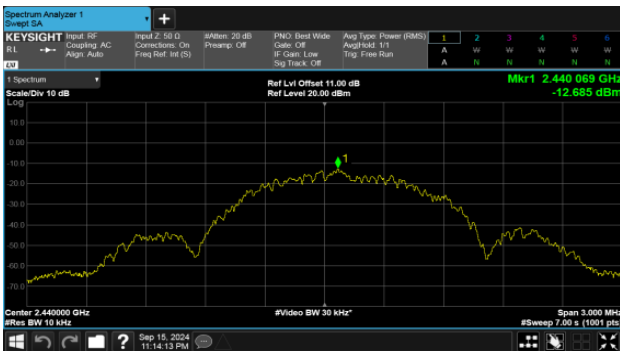 Spectrum Analyzer 1
Swept SA
+
KEYSIGHT Input: RF Input Z: 50 Ω #Atten: 20 dB PNO: Best Wide Avg Type: Power (RMS) 1 2 3 4 5 6
RL Coupling: AC Corrections: On Preamp: Off Gate: Off Avg|Hold: 1/1 A W W W W W
Align: Auto Freq Ref: Int (S) IF Gain: Low Trig: Free Run A N N N N N
Sig Track: Off
LXI
1 Spectrum Ref Lvl Offset 11.00 dB Mkr1 2.440 069 GHz
Scale/Div 10 dB Ref Level 20.00 dBm -12.685 dBm
Log
10.0
0.00
-10.0
1
-20.0
-30.0
-40.0
-50.0
-60.0
-70.0
Center 2.440000 GHz #Video BW 30 kHz* Span 3.000 MHz
#Res BW 10 kHz #Sweep 7.00 s (1001 pts)
? Sep 15, 2024
11:14:13 PM